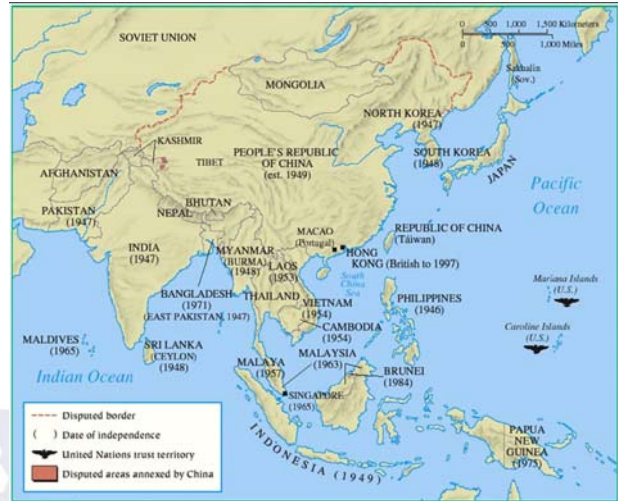 0 500 1,000 1,500 Kilometers
0 500 1,000 Miles
SOVIET UNION
Sakhalin
(Sov.)
MONGOLIA
NORTH KOREA
(1947)
KASHMIR
TIBET
PEOPLE'S REPUBLIC
OF CHINA
(est. 1949)
SOUTH KOREA
(1948)
JAPAN
AFGHANISTAN
Pacific
Ocean
PAKISTAN
(1947)
NEPAL
BHUTAN
MACAO
(Portugal)
REPUBLIC OF CHINA
(Taiwan)
INDIA
(1947)
MYANMAR
(BURMA)
(1948)
LAOS
(1953)
HONG
KONG (British to 1997)
South
China
Sea
Mariana Islands
(U.S.)
BANGLADESH
(1971)
(EAST PAKISTAN, 1947)
THAILAND
VIETNAM
(1954)
PHILIPPINES
(1946)
CAMBODIA
(1954)
Caroline Islands
(U.S.)
MALDIVES
(1965)
SRI LANKA
(CEYLON)
(1948)
MALAYA
(1957)
MALAYSIA
(1963)
BRUNEI
(1984)
Indian Ocean
SINGAPORE
(1965)
INDONESIA (1949)
PAPUA
NEW
GUINEA
(1975)
Disputed border
( ) Date of independence
United Nations trust territory
Disputed areas annexed by China